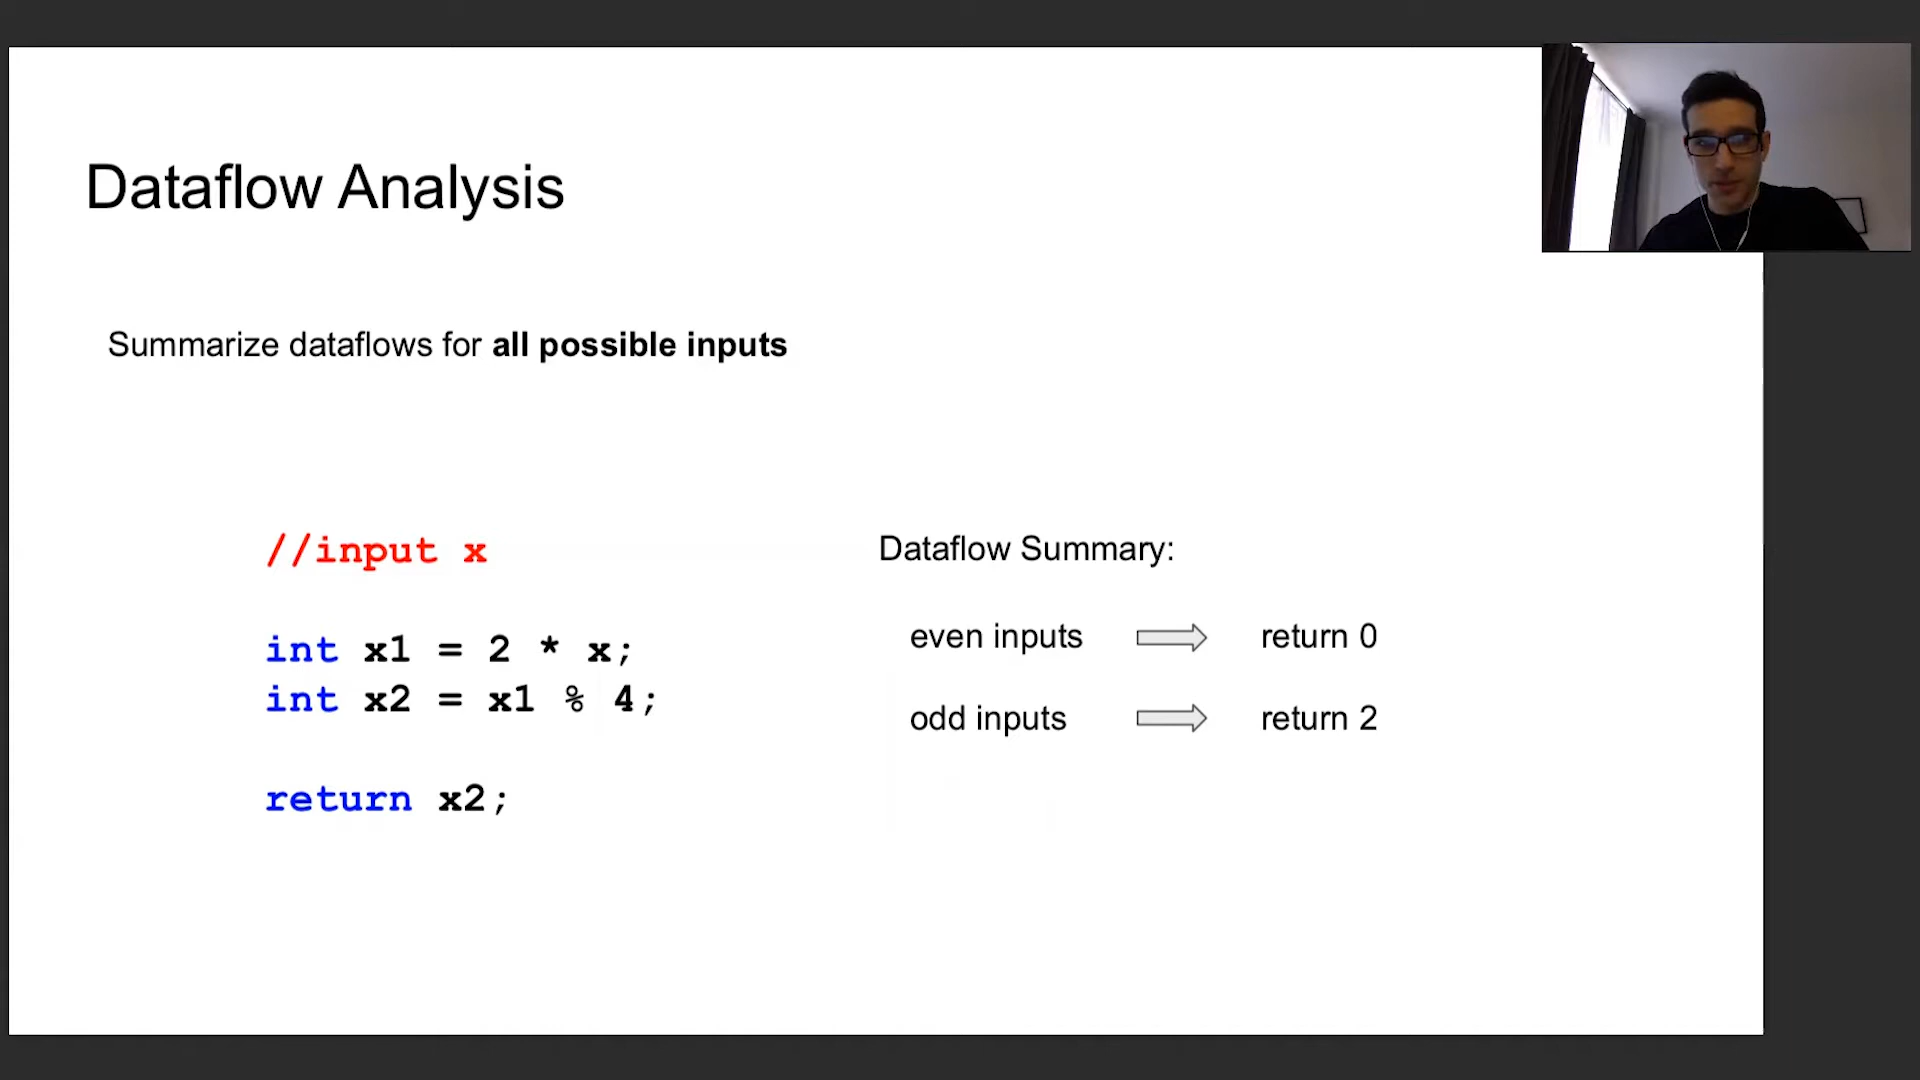 Dataflow Analysis
Summarize dataflows for all possible inputs
//input x
int x1 = 2 * x;
int x2 = x1 % 4;
return x2;
Dataflow Summary:
even inputs return 0
odd inputs return 2